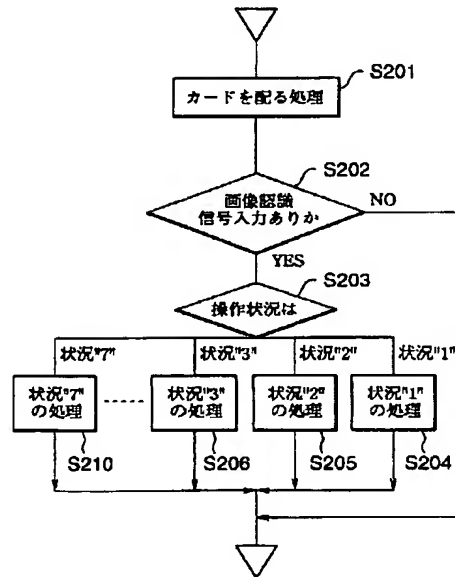 S201
カードを配る処理
S202
画像認識
信号入力ありか
NO
YES
S203
操作状況は
状況"7"
状況"3"
状況"2"
状況"1"
状況"7"
の処理
状況"3"
の処理
状況"2"
の処理
状況"1"
の処理
S210
S206
S205
S204